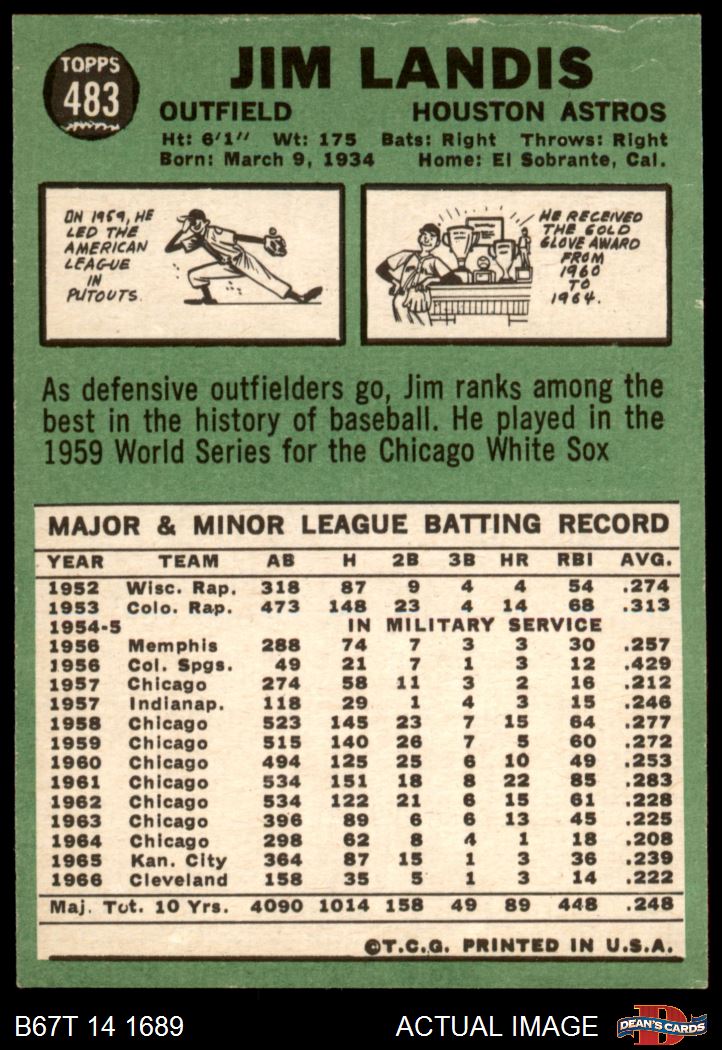 TOPPS
483
JIM LANDIS
OUTFIELD HOUSTON ASTROS
Ht: 6'1" Wt: 175 Bats: Right Throws: Right
Born: March 9, 1934 Home: El Sobrante, Cal.
ON 1959, HE
LED THE
AMERICAN
LEAGUE
IN
PUTOUTS.
HE RECEIVED
THE GOLD
GLOVE AWARD
FROM
1960
TO
1964.
As defensive outfielders go, Jim ranks among the
best in the history of baseball. He played in the
1959 World Series for the Chicago White Sox
MAJOR & MINOR LEAGUE BATTING RECORD
YEAR TEAM AB H 2B 3B HR RBI AVG.
1952 Wisc. Rap. 318 87 9 4 4 54 .274
1953 Colo. Rap. 473 148 23 4 14 68 .313
1954-5 IN MILITARY SERVICE
1956 Memphis 288 74 7 3 3 30 .257
1956 Col. Spgs. 49 21 7 1 3 12 .429
1957 Chicago 274 58 11 3 2 16 .212
1957 Indianap. 118 29 1 4 3 15 .246
1958 Chicago 523 145 23 7 15 64 .277
1959 Chicago 515 140 26 7 5 60 .272
1960 Chicago 494 125 25 6 10 49 .253
1961 Chicago 534 151 18 8 22 85 .283
1962 Chicago 534 122 21 6 15 61 .228
1963 Chicago 396 89 6 6 13 45 .225
1964 Chicago 298 62 8 4 1 18 .208
1965 Kan. City 364 87 15 1 3 36 .239
1966 Cleveland 158 35 5 1 3 14 .222
Maj. Tot. 10 Yrs. 4090 1014 158 49 89 448 .248
©T.C.G. PRINTED IN U.S.A.
B67T 14 1689 ACTUAL IMAGE
D
DEAN'S CARDS